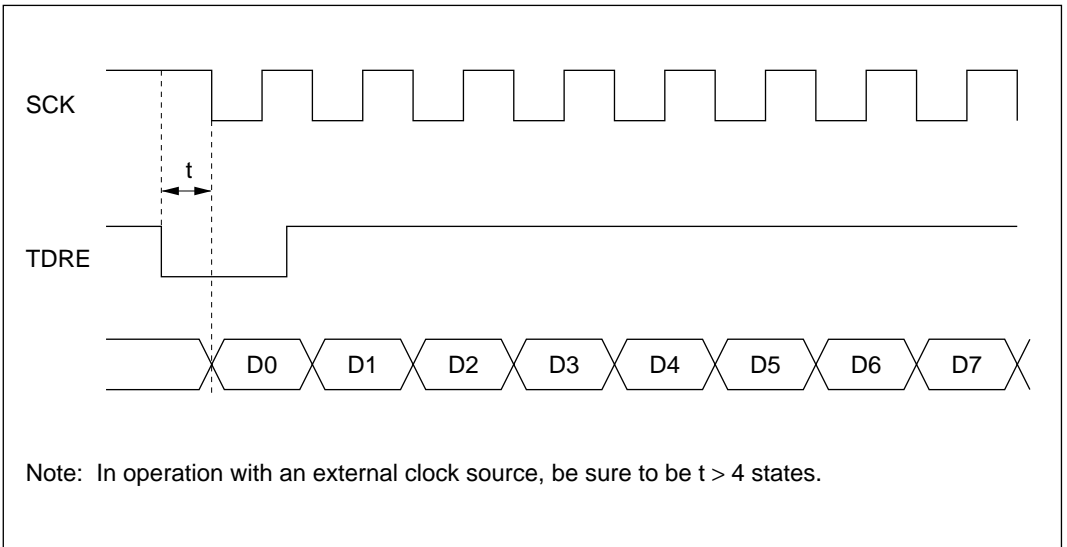 SCK
t
TDRE
D0 D1 D2 D3 D4 D5 D6 D7
Note: In operation with an external clock source, be sure to be t > 4 states.